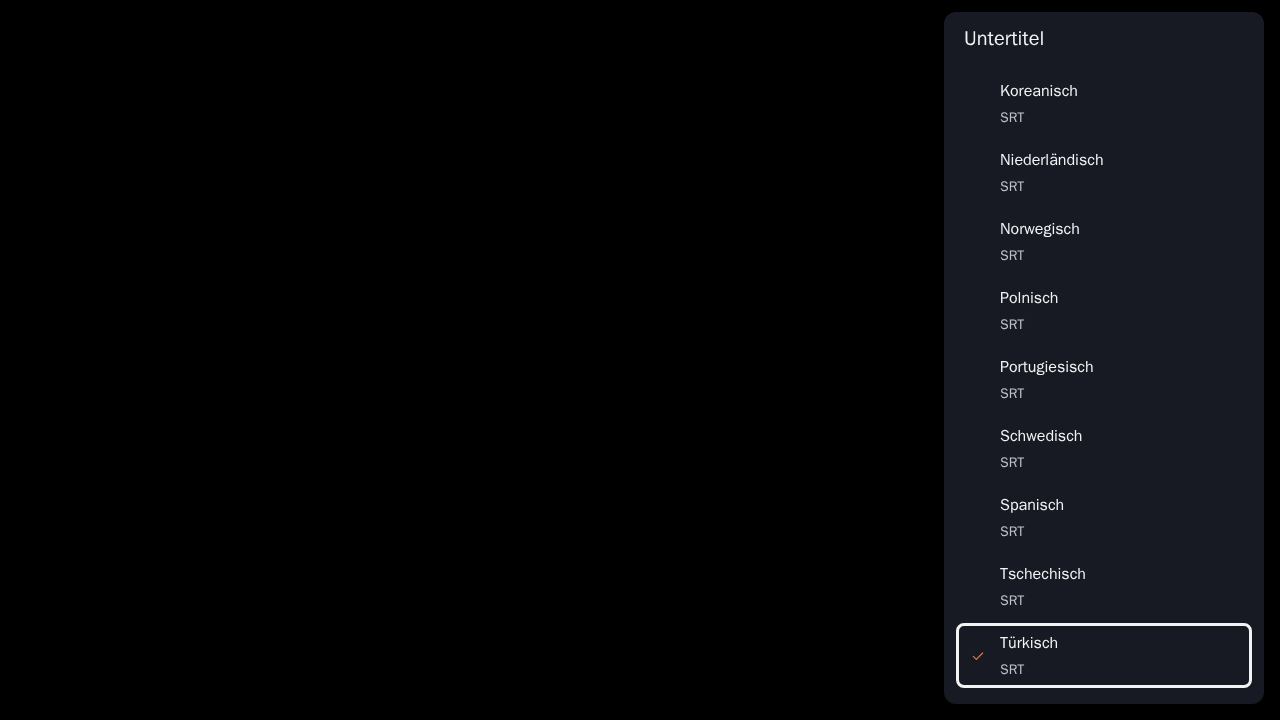 Untertitel
Koreanisch
SRT
Niederländisch
SRT
Norwegisch
SRT
Polnisch
SRT
Portugiesisch
SRT
Schwedisch
SRT
Spanisch
SRT
Tschechisch
SRT
Türkisch
SRT